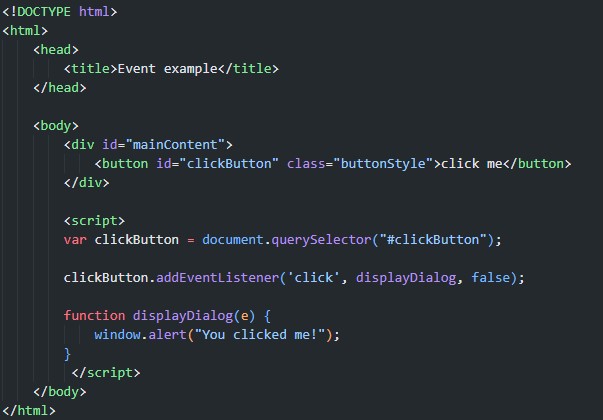 <!DOCTYPE html>
<html>
    <head>
        <title>Event example</title>
    </head>

    <body>
        <div id="mainContent">
            <button id="clickButton" class="buttonStyle">click me</button>
        </div>

        <script>
        var clickButton = document.querySelector("#clickButton");

        clickButton.addEventListener('click', displayDialog, false);

        function displayDialog(e) {
            window.alert("You clicked me!");
        }
         </script>
    </body>
</html>